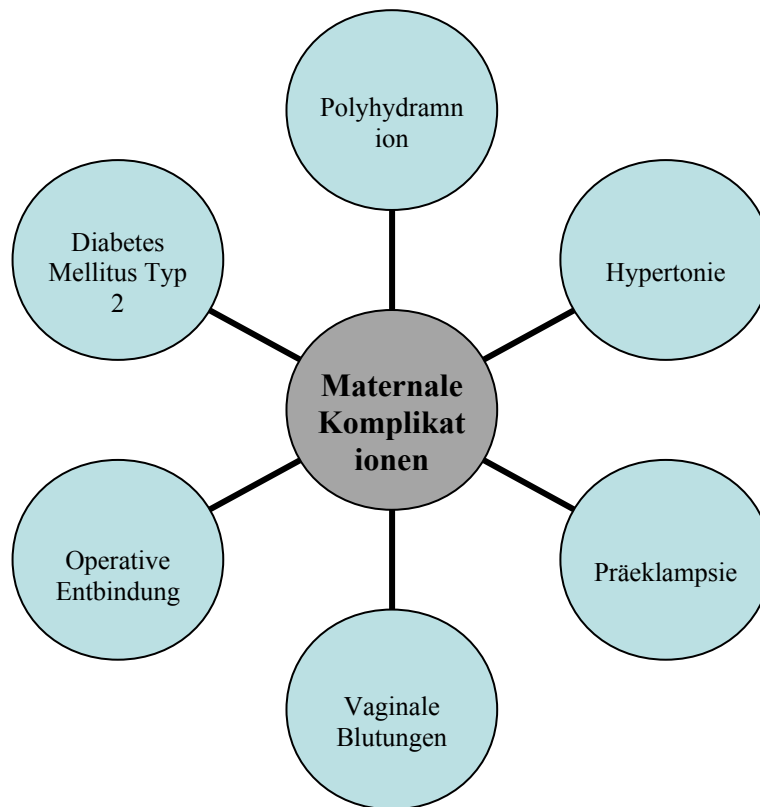 Polyhydramn
ion
Diabetes
Mellitus Typ
2
Hypertonie
Maternale
Komplikat
ionen
Operative
Entbindung
Präeklampsie
Vaginale
Blutungen